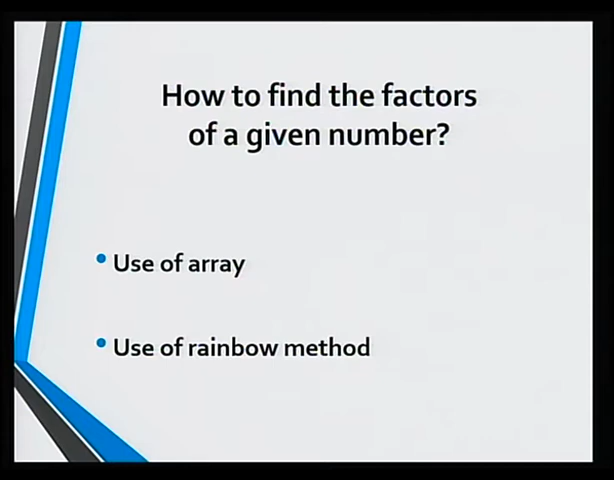 How to find the factors
of a given number?
• Use of array
• Use of rainbow method